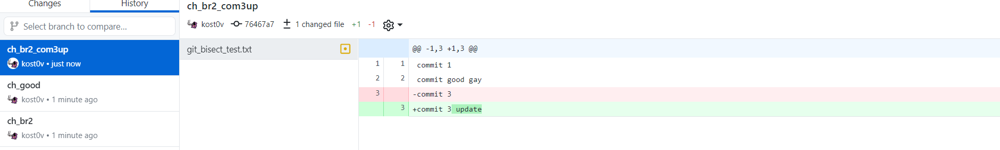 Changes
History
Select branch to compare...
ch_br2_com3up
kost0v • just now
ch_good
kost0v • 1 minute ago
ch_br2
kost0v • 1 minute ago
ch_br2_com3up
kost0v 76467a7 1 changed file +1 -1
git_bisect_test.txt
@@ -1,3 +1,3 @@
1 1 commit 1
2 2 commit good gay
3 -commit 3
3 +commit 3 update